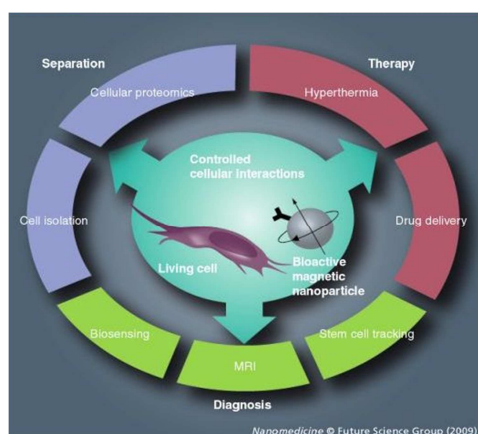 Separation
Therapy
Cellular proteomics
Hyperthermia
Controlled
cellular interactions
Cell isolation
Drug delivery
Living cell
Bioactive
magnetic
nanoparticle
Biosensing
Stem cell tracking
MRI
Diagnosis
Nanomedicine © Future Science Group (2009)